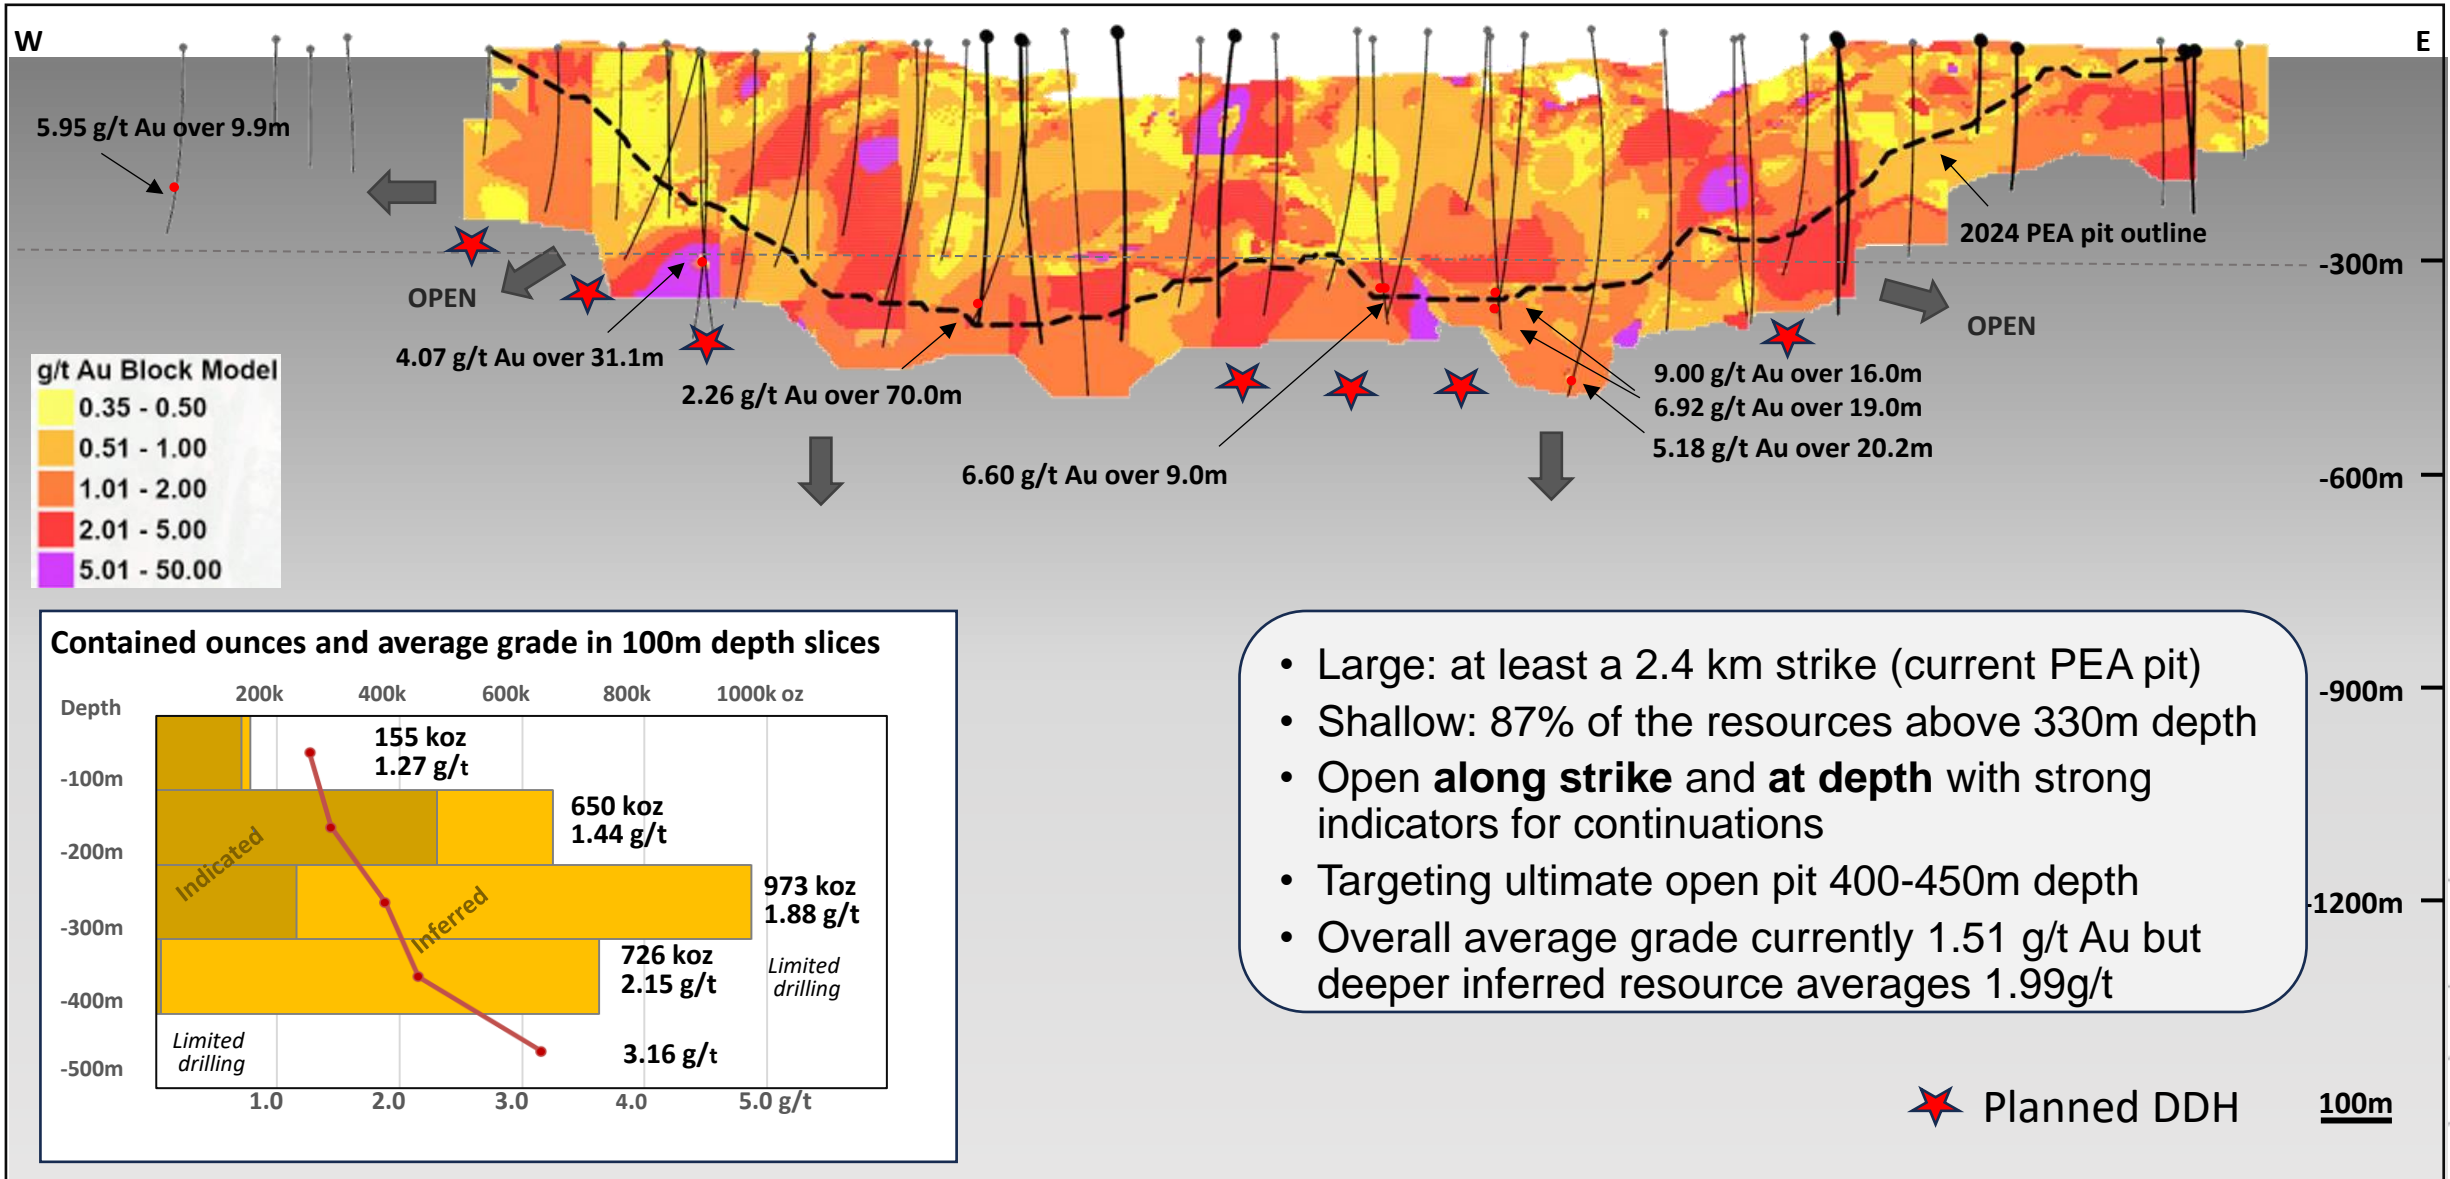 W
E
5.95 g/t Au over 9.9m
2024 PEA pit outline
-300m
OPEN
OPEN
4.07 g/t Au over 31.1m
2.26 g/t Au over 70.0m
9.00 g/t Au over 16.0m
6.92 g/t Au over 19.0m
5.18 g/t Au over 20.2m
6.60 g/t Au over 9.0m
-600m
-900m
-1200m
g/t Au Block Model
0.35 - 0.50
0.51 - 1.00
1.01 - 2.00
2.01 - 5.00
5.01 - 50.00
Contained ounces and average grade in 100m depth slices
200k 400k 600k 800k 1000k oz
Depth
155 koz
1.27 g/t
-100m
650 koz
1.44 g/t
-200m
Indicated
973 koz
1.88 g/t
Inferred
-300m
726 koz
2.15 g/t
Limited
drilling
-400m
Limited
drilling
3.16 g/t
-500m
1.0 2.0 3.0 4.0 5.0 g/t
• Large: at least a 2.4 km strike (current PEA pit)
• Shallow: 87% of the resources above 330m depth
• Open along strike and at depth with strong
indicators for continuations
• Targeting ultimate open pit 400-450m depth
• Overall average grade currently 1.51 g/t Au but
deeper inferred resource averages 1.99g/t
Planned DDH
100m